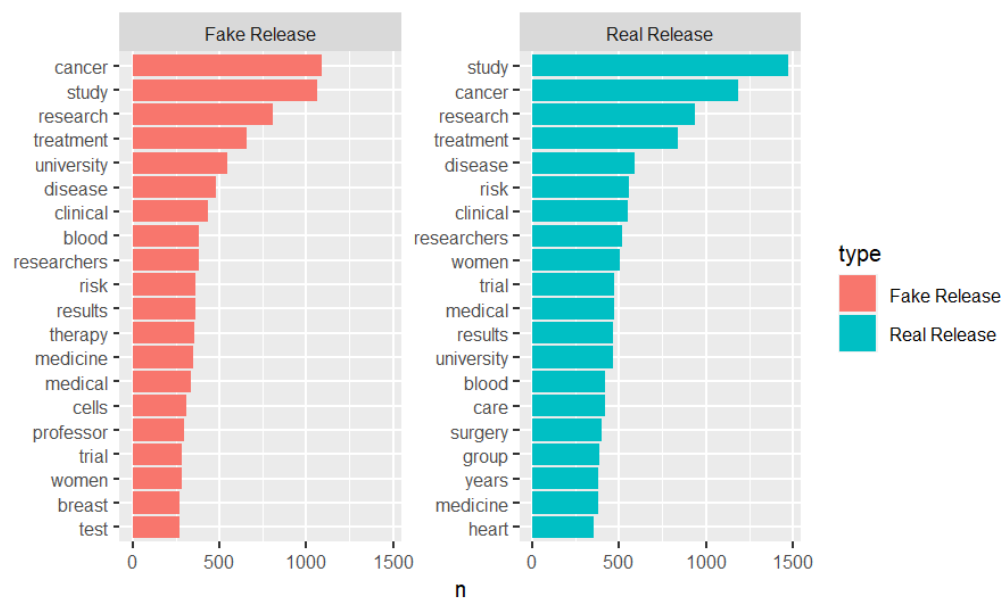 Fake Release
cancer
study
research
treatment
university
disease
clinical
blood
researchers
risk
results
therapy
medicine
medical
cells
professor
trial
women
breast
test
0 500 1000 1500
Real Release
study
cancer
research
treatment
disease
risk
clinical
researchers
women
trial
medical
results
university
blood
care
surgery
group
years
medicine
heart
0 500 1000 1500
n
type
Fake Release
Real Release